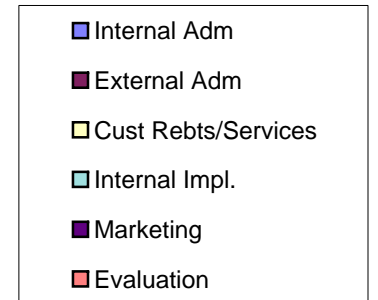 Internal Adm
External Adm
Cust Rebts/Services
Internal Impl.
Marketing
Evaluation